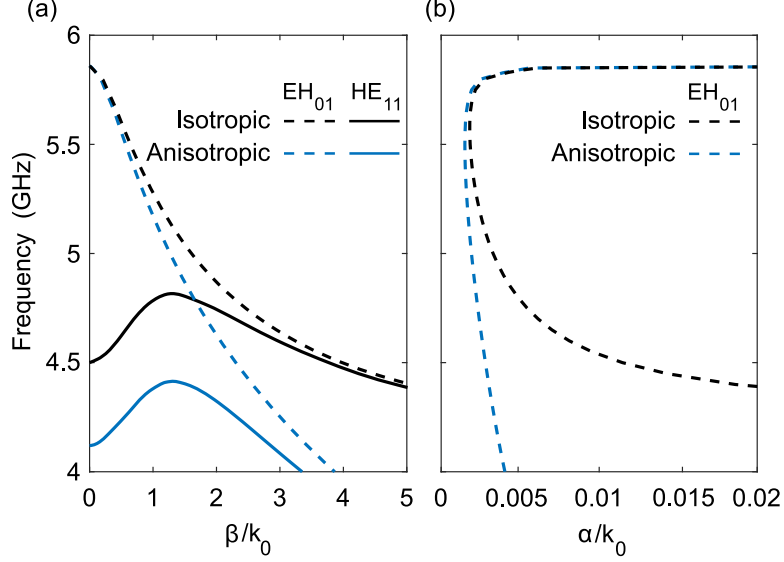 (a)
(b)
6
5.5
5
4.5
4
Frequency (GHz)
EH01 HE11
Isotropic
Anisotropic
EH01
Isotropic
Anisotropic
0 1 2 3 4 5
β/k0
0 0.005 0.01 0.015 0.02
α/k0